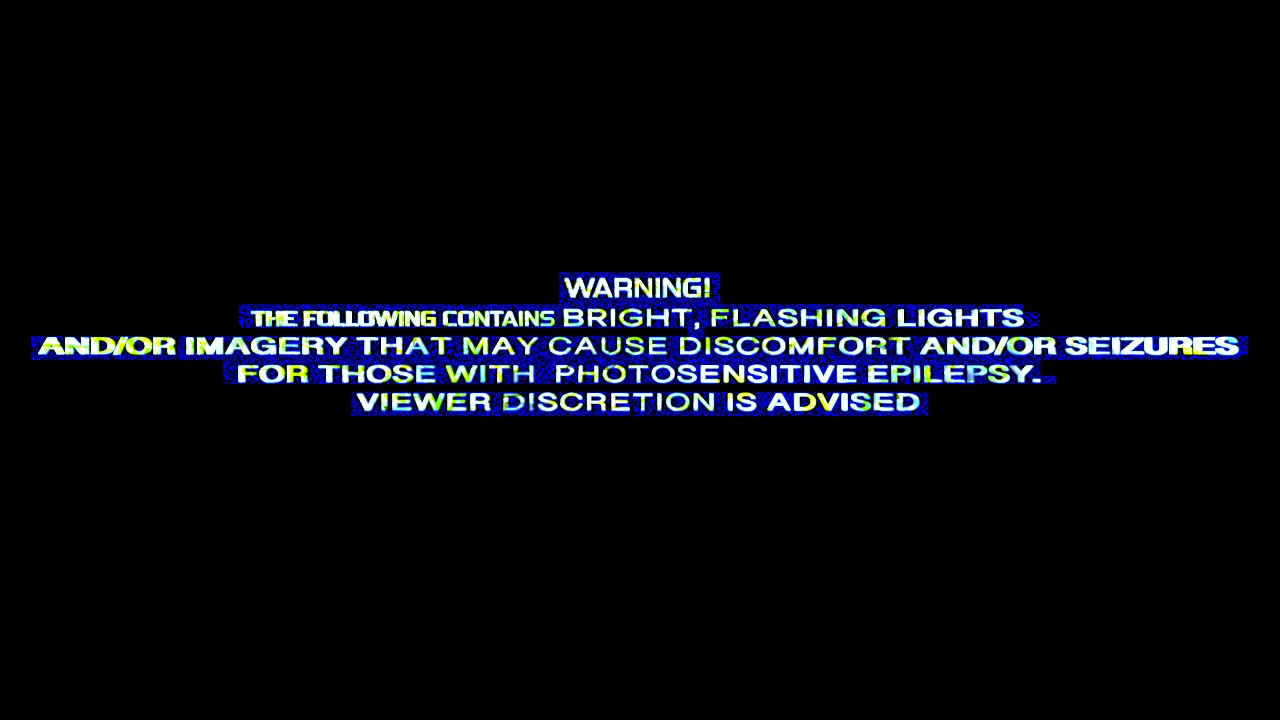 WARNING!
THE FOLLOWING CONTAINS BRIGHT, FLASHING LIGHTS
AND/OR IMAGERY THAT MAY CAUSE DISCOMFORT AND/OR SEIZURES
FOR THOSE WITH PHOTOSENSITIVE EPILEPSY.
VIEWER DISCRETION IS ADVISED